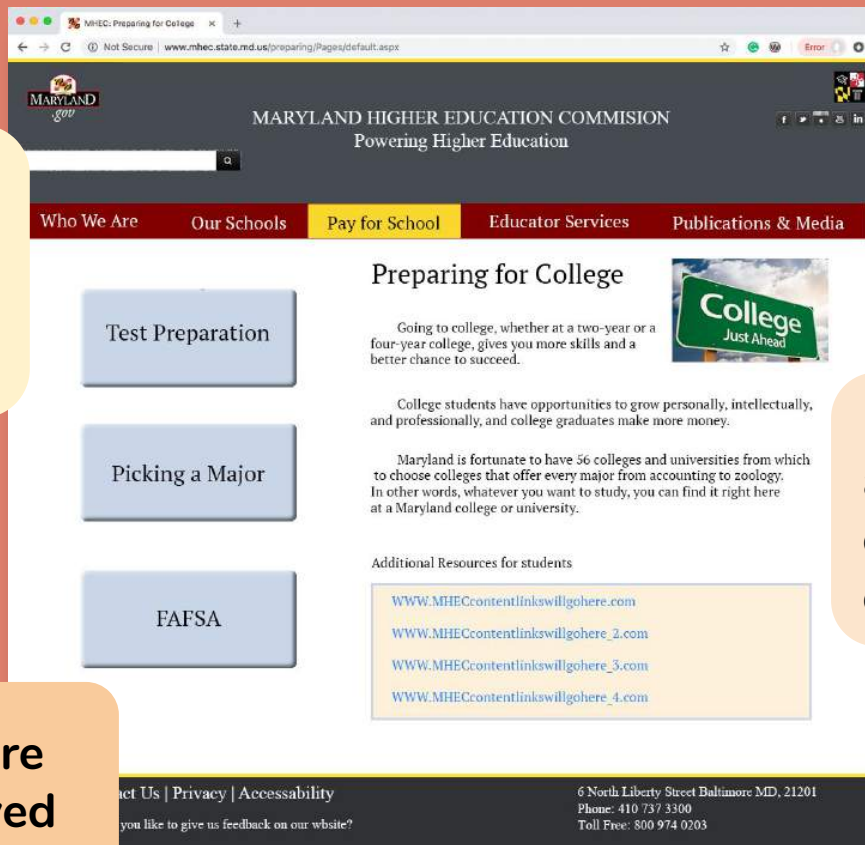 MHEC: Preparing for College
Not Secure | www.mhec.state.md.us/preparing/Pages/default.aspx
Error
MARYLAND
.gov
MARYLAND HIGHER EDUCATION COMMISION
Powering Higher Education
Who We Are
Our Schools
Pay for School
Educator Services
Publications & Media
Test Preparation
Picking a Major
FAFSA
Preparing for College
College
Just Ahead
Going to college, whether at a two-year or a
four-year college, gives you more skills and a
better chance to succeed.
College students have opportunities to grow personally, intellectually,
and professionally, and college graduates make more money.
Maryland is fortunate to have 56 colleges and universities from which
to choose colleges that offer every major from accounting to zoology.
In other words, whatever you want to study, you can find it right here
at a Maryland college or university.
Additional Resources for students
WWW.MHECcontentlinkswillgohere.com
WWW.MHECcontentlinkswillgohere_2.com
WWW.MHECcontentlinkswillgohere_3.com
WWW.MHECcontentlinkswillgohere_4.com
Us | Privacy | Accessability
you like to give us feedback on our wbsite?
6 North Liberty Street Baltimore MD, 21201
Phone: 410 737 3300
Toll Free: 800 974 0203